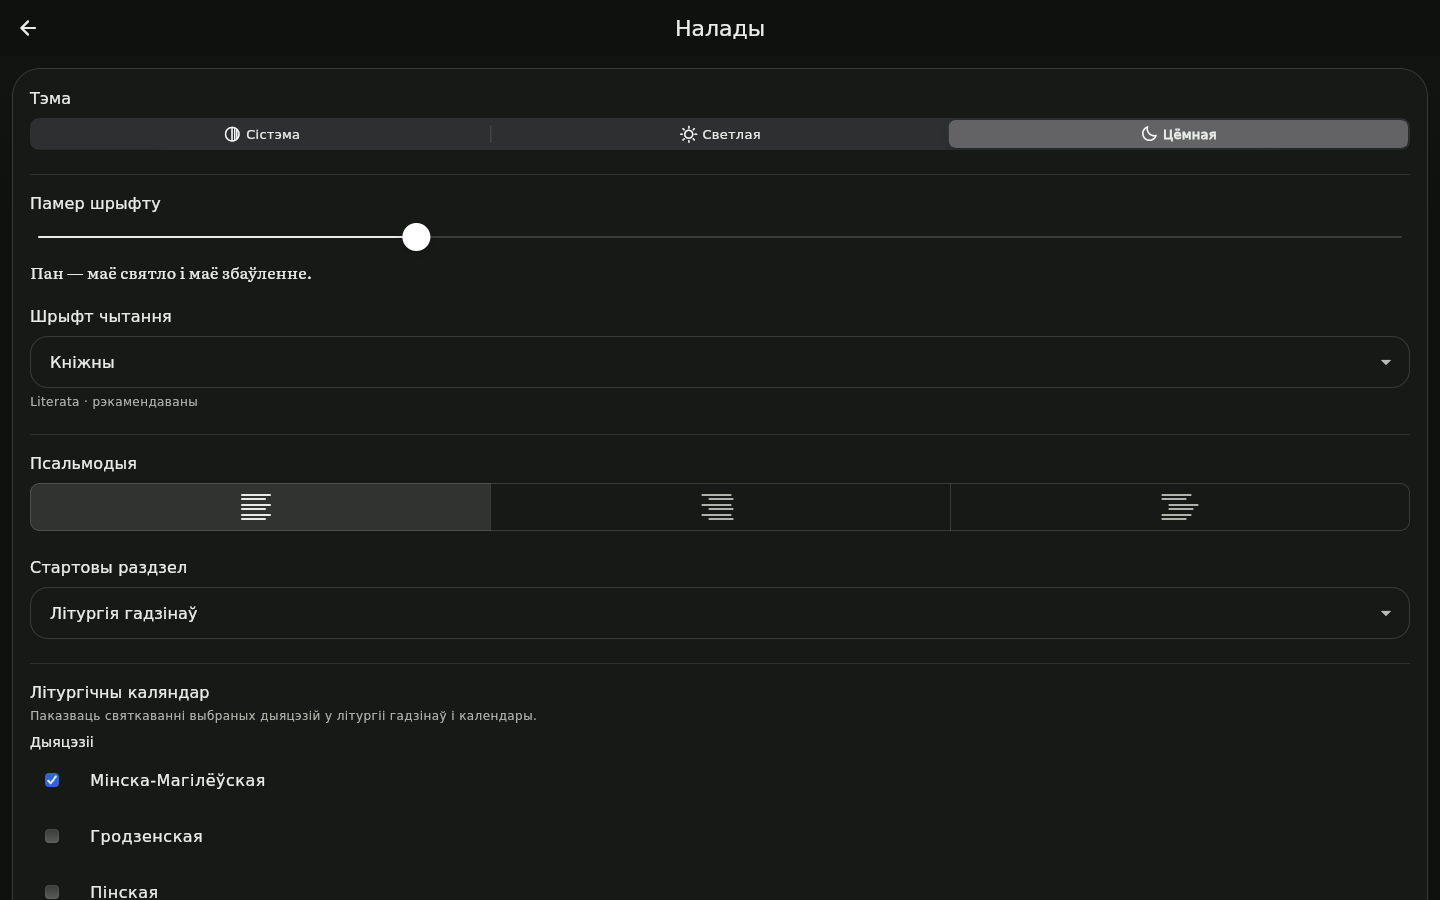 Налады
Тэма
Сістэма
Светлая
Цёмная
Памер шрыфту
Пан — маё святло і маё збаўленне.
Шрыфт чытання
Кніжны
Literata · рэкамендаваны
Псальмодыя
Стартовы раздзел
Літургія гадзінаў
Літургічны каляндар
Паказваць святкаванні выбраных дыяцэзій у літургіі гадзінаў і календары.
Дыяцэзіі
Мінска-Магілёўская
Гродзенская
Пінская